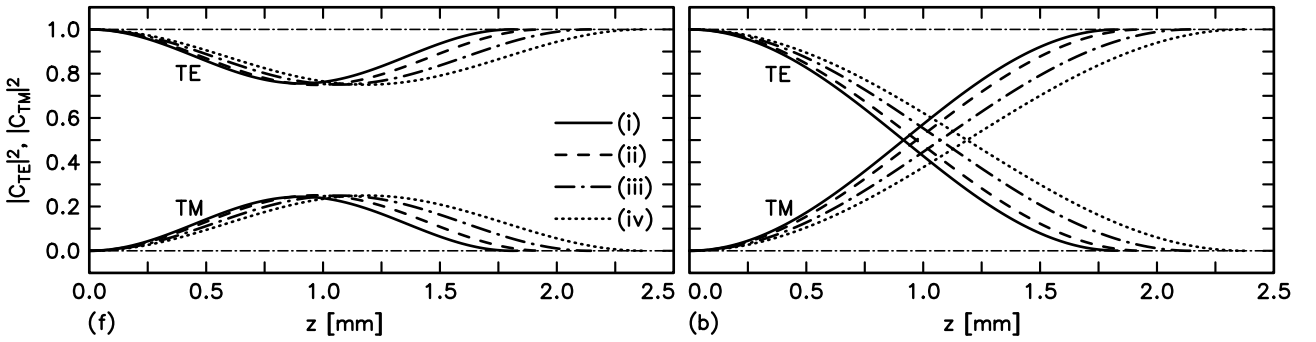 |C_TE|², |C_TM|²
1.0
0.8
0.6
0.4
0.2
0.0
TE
TM
(i)
(ii)
(iii)
(iv)
0.0 0.5 1.0 1.5 2.0 2.5
(f) z [mm]
TE
TM
0.0 0.5 1.0 1.5 2.0 2.5
(b) z [mm]